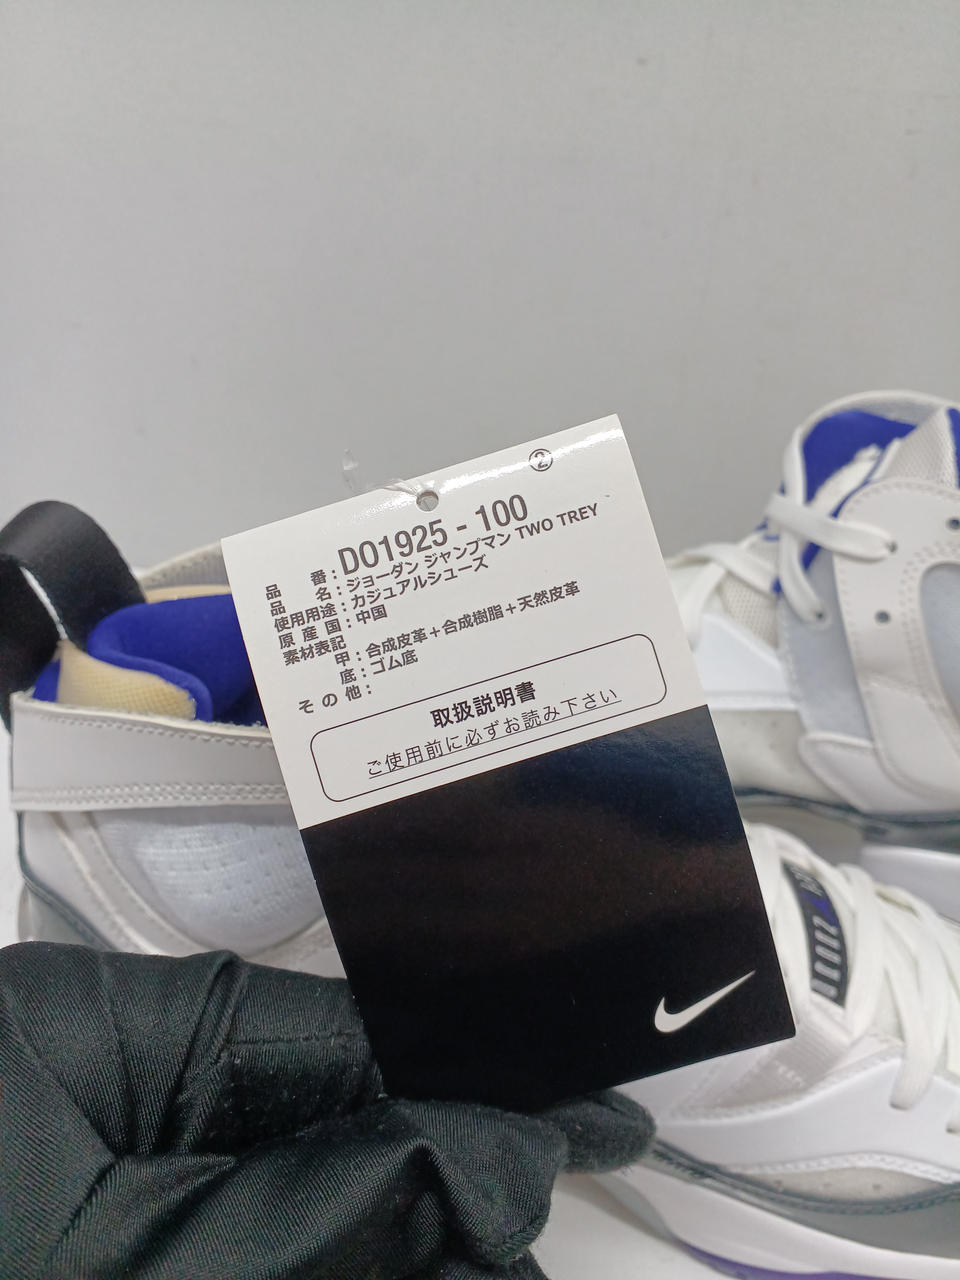 ②
品番：DO1925 - 100
品名：ジョーダン ジャンプマン TWO TREY
使用用途：カジュアルシューズ
原産国：中国
素材表記
甲：合成皮革＋合成樹脂＋天然皮革
底：ゴム底
その他：
取扱説明書
ご使用前に必ずお読み下さい